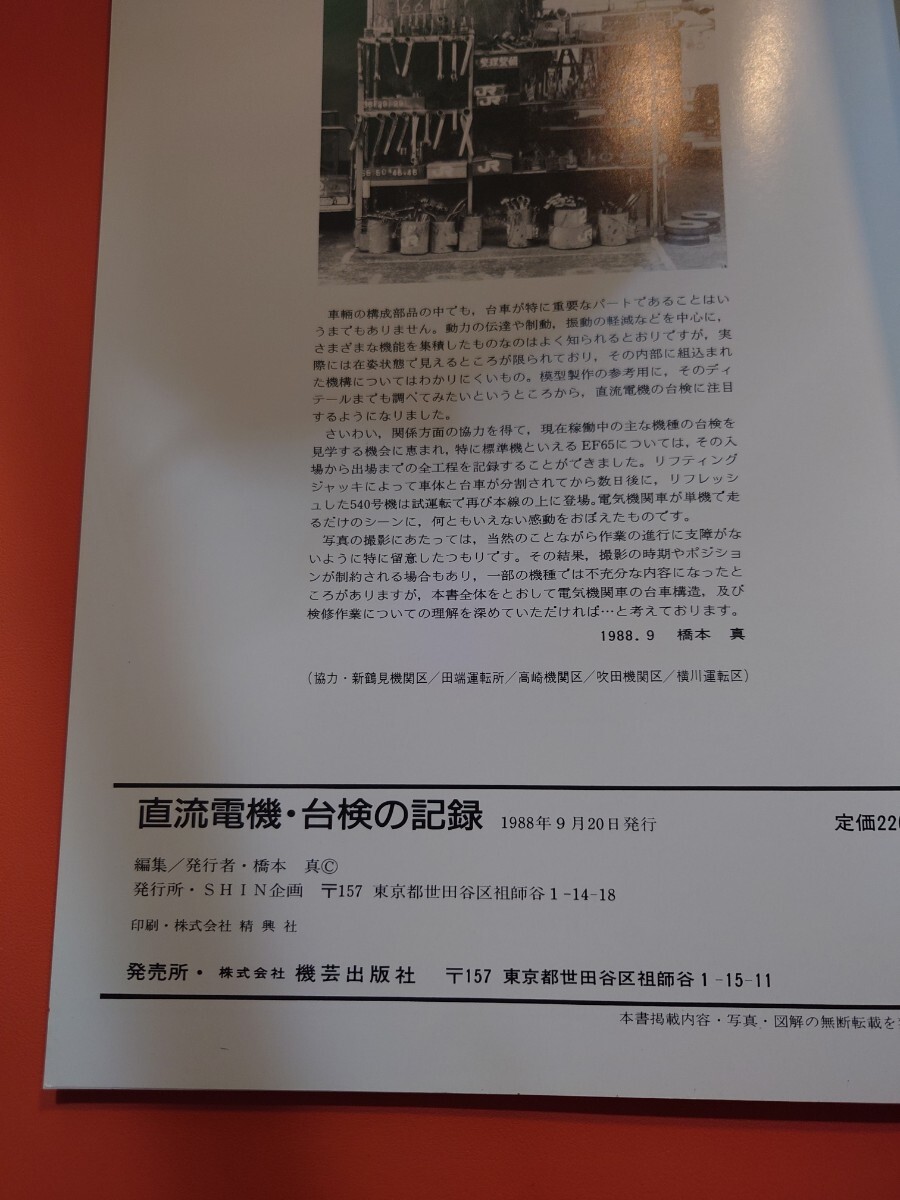 整理整頓
JR
JR
JR
車輌の構成部品の中でも，台車が特に重要なパートであることはい
うまでもありません。動力の伝達や制動，振動の軽減などを中心に，
さまざまな機能を集積したものなのはよく知られるとおりですが，実
際には在姿状態で見えるところが限られており，その内部に組込まれ
た機構についてはわかりにくいもの。模型製作の参考用に，そのディ
テールまでも調べてみたいというところから，直流電機の台検に注目
するようになりました。
さいわい，関係方面の協力を得て，現在稼働中の主な機種の台検を
見学する機会に恵まれ，特に標準機といえるEF65については，その入
場から出場までの全工程を記録することができました。リフティング
ジャッキによって車体と台車が分割されてから数日後に，リフレッシ
ュした540号機は試運転で再び本線の上に登場。電気機関車が単機で走
るだけのシーンに，何ともいえない感動をおぼえたものです。
写真の撮影にあたっては，当然のことながら作業の進行に支障がな
いように特に留意したつもりです。その結果，撮影の時期やポジショ
ンが制約される場合もあり，一部の機種では不充分な内容になったと
ころがありますが，本書全体をとおして電気機関車の台車構造，及び
検修作業についての理解を深めていただければ…と考えております。
1988.9 橋本 真
(協力・新鶴見機関区／田端運転所／高崎機関区／吹田機関区／横川運転区)
直流電機・台検の記録 1988年9月20日発行 定価220
編集／発行者・橋本 真©
発行所・SHIN企画 〒157 東京都世田谷区祖師谷1-14-18
印刷・株式会社 精興社
発売所・株式会社 機芸出版社 〒157 東京都世田谷区祖師谷1-15-11
本書掲載内容・写真・図解の無断転載を